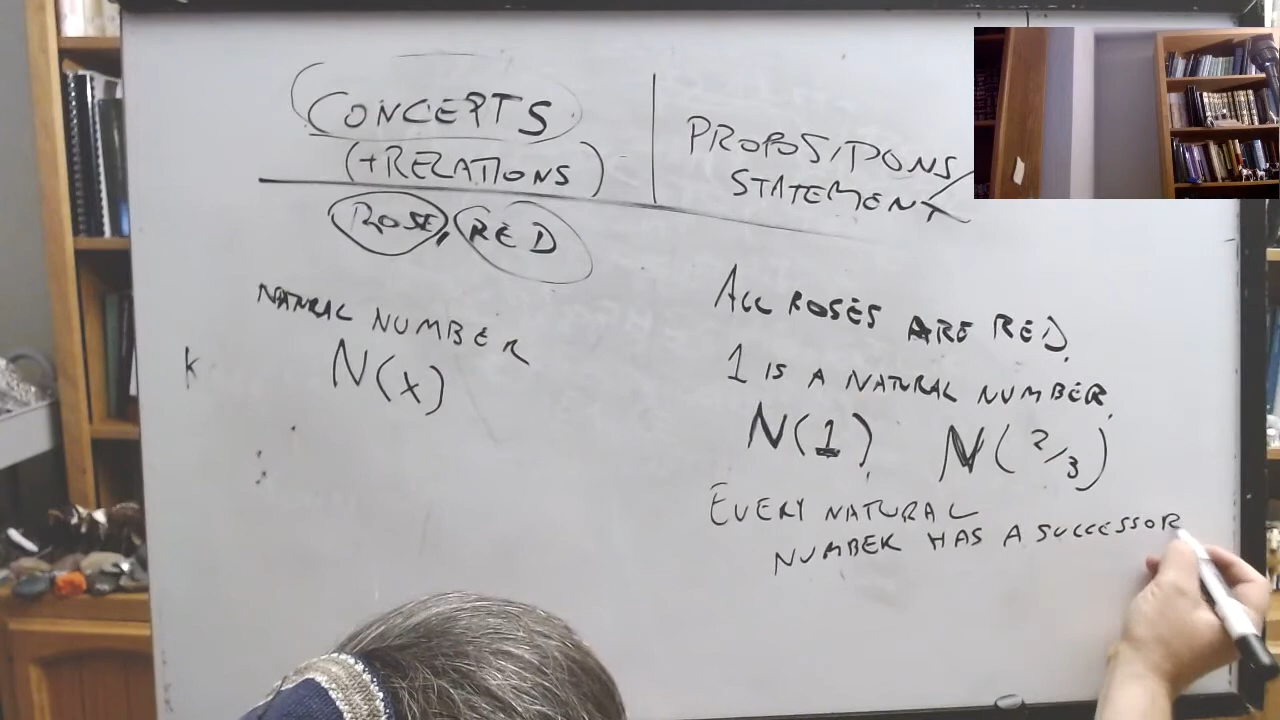 CONCEPTS
(+RELATIONS)
ROSE, RED
NATURAL NUMBER
N(x)
k
PROPOSITIONS
STATEMENT
ALL ROSES ARE RED.
1 IS A NATURAL NUMBER.
N(1), N(2/3)
EVERY NATURAL
NUMBER HAS A SUCCESSOR